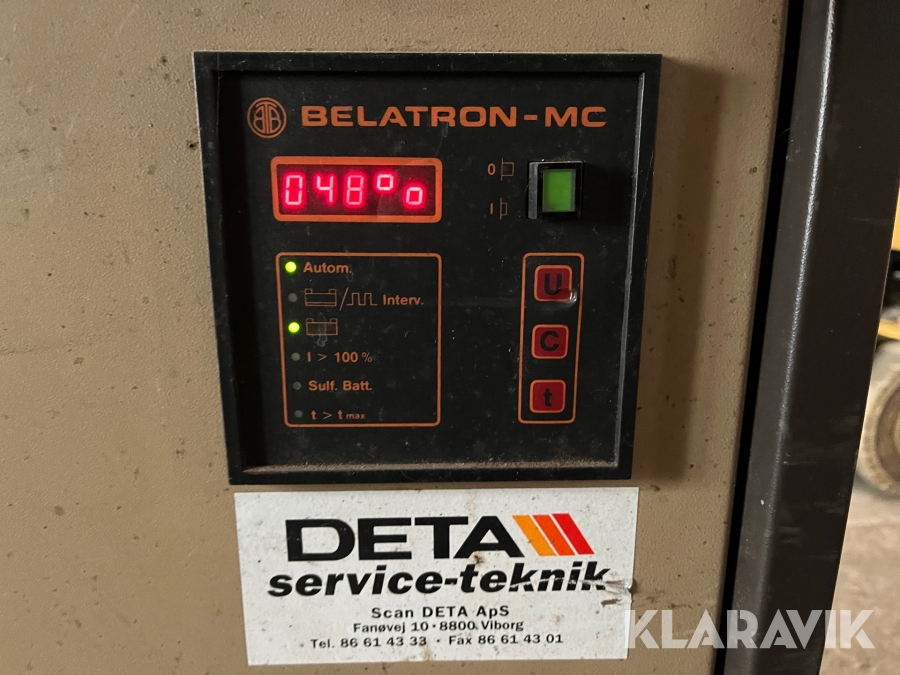 BELATRON-MC
048%
0
I
Autom.
/ Interv.
I > 100 %
Sulf. Batt.
t > t max
U
C
t
DETA
service-teknik
Scan DETA ApS
Fanøvej 10 · 8800 Viborg
Tel. 86 61 43 33 · Fax 86 61 43 01
KLARAVIK